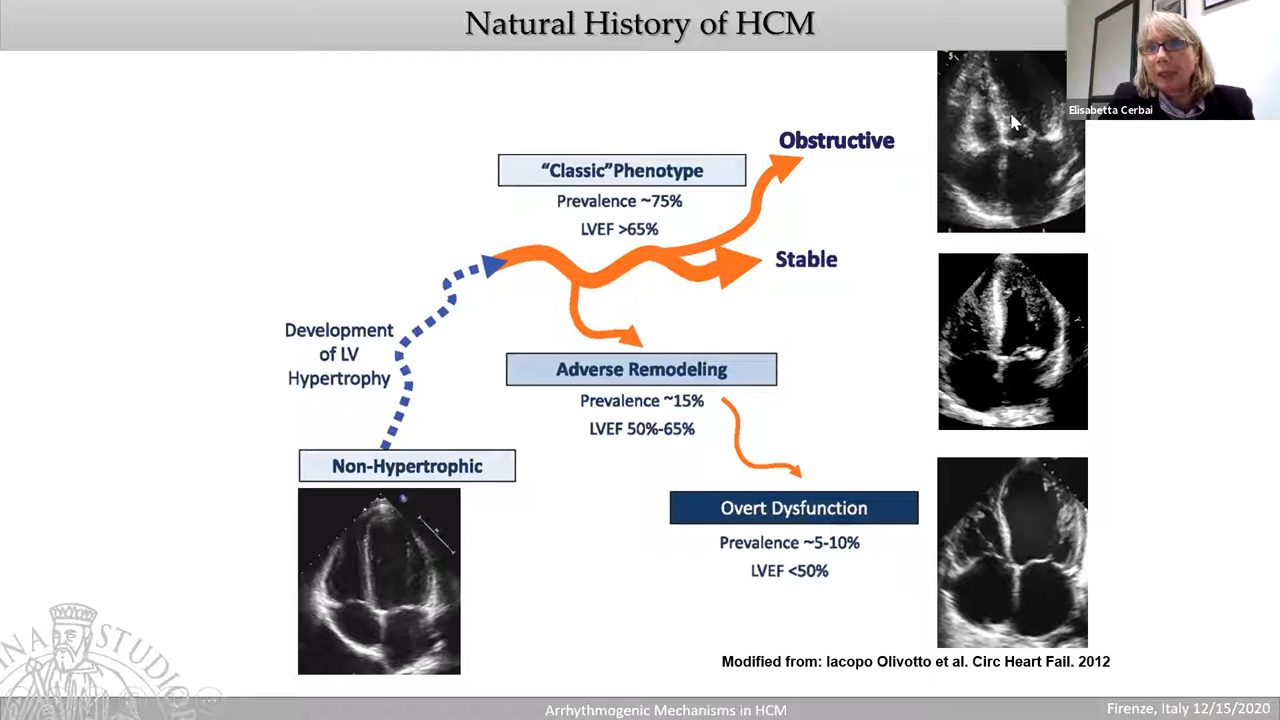 Natural History of HCM
Elisabetta Cerbai
Obstructive
“Classic”Phenotype
Prevalence ~75%
LVEF >65%
Stable
Development
of LV
Hypertrophy
Adverse Remodeling
Prevalence ~15%
LVEF 50%-65%
Non-Hypertrophic
Overt Dysfunction
Prevalence ~5-10%
LVEF <50%
Modified from: Iacopo Olivotto et al. Circ Heart Fail. 2012
NA STUDIO
Arrhythmogenic Mechanisms in HCM
Firenze, Italy 12/15/2020